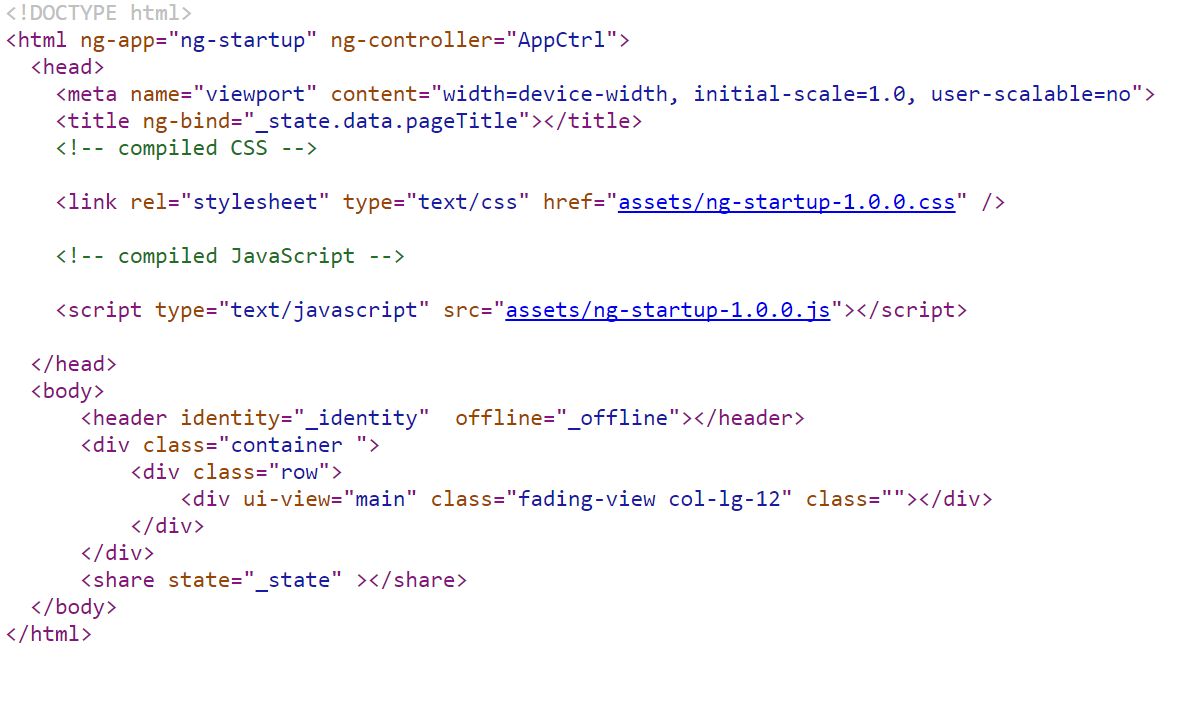 <!DOCTYPE html>
<html ng-app="ng-startup" ng-controller="AppCtrl">
  <head>
    <meta name="viewport" content="width=device-width, initial-scale=1.0, user-scalable=no">
    <title ng-bind="_state.data.pageTitle"></title>
    <!-- compiled CSS -->
    <link rel="stylesheet" type="text/css" href="assets/ng-startup-1.0.0.css" />
    <!-- compiled JavaScript -->
    <script type="text/javascript" src="assets/ng-startup-1.0.0.js"></script>
  </head>
  <body>
      <header identity="_identity"  offline="_offline"></header>
      <div class="container ">
          <div class="row">
              <div ui-view="main" class="fading-view col-lg-12" class=""></div>
          </div>
      </div>
      <share state="_state" ></share>
  </body>
</html>